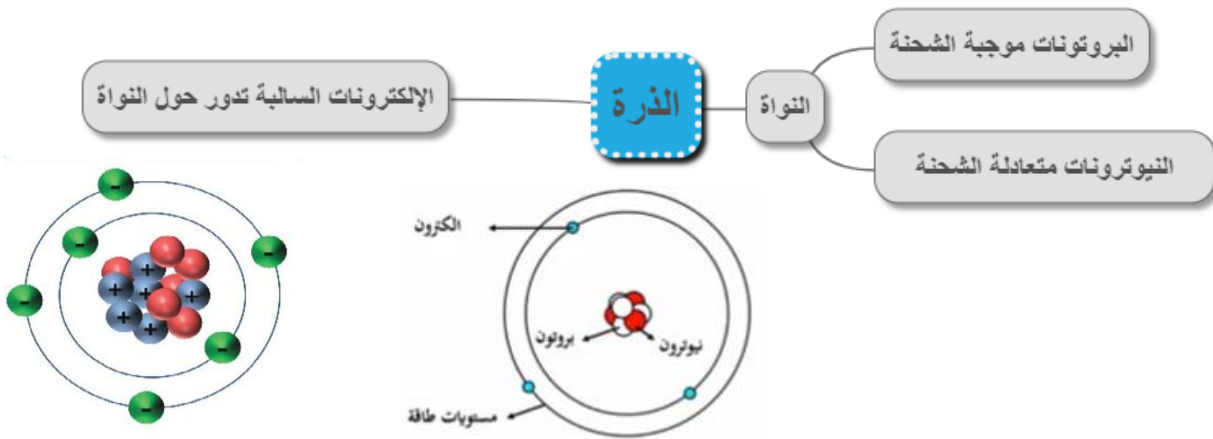 البروتونات موجبة الشحنة
الذرة
النواة
الإلكترونات السالبة تدور حول النواة
النيوترونات متعادلة الشحنة
الكترون
نيوترون
بروتون
مستويات طاقة
-
-
-
-
-
-
+
+
+
+
+
+